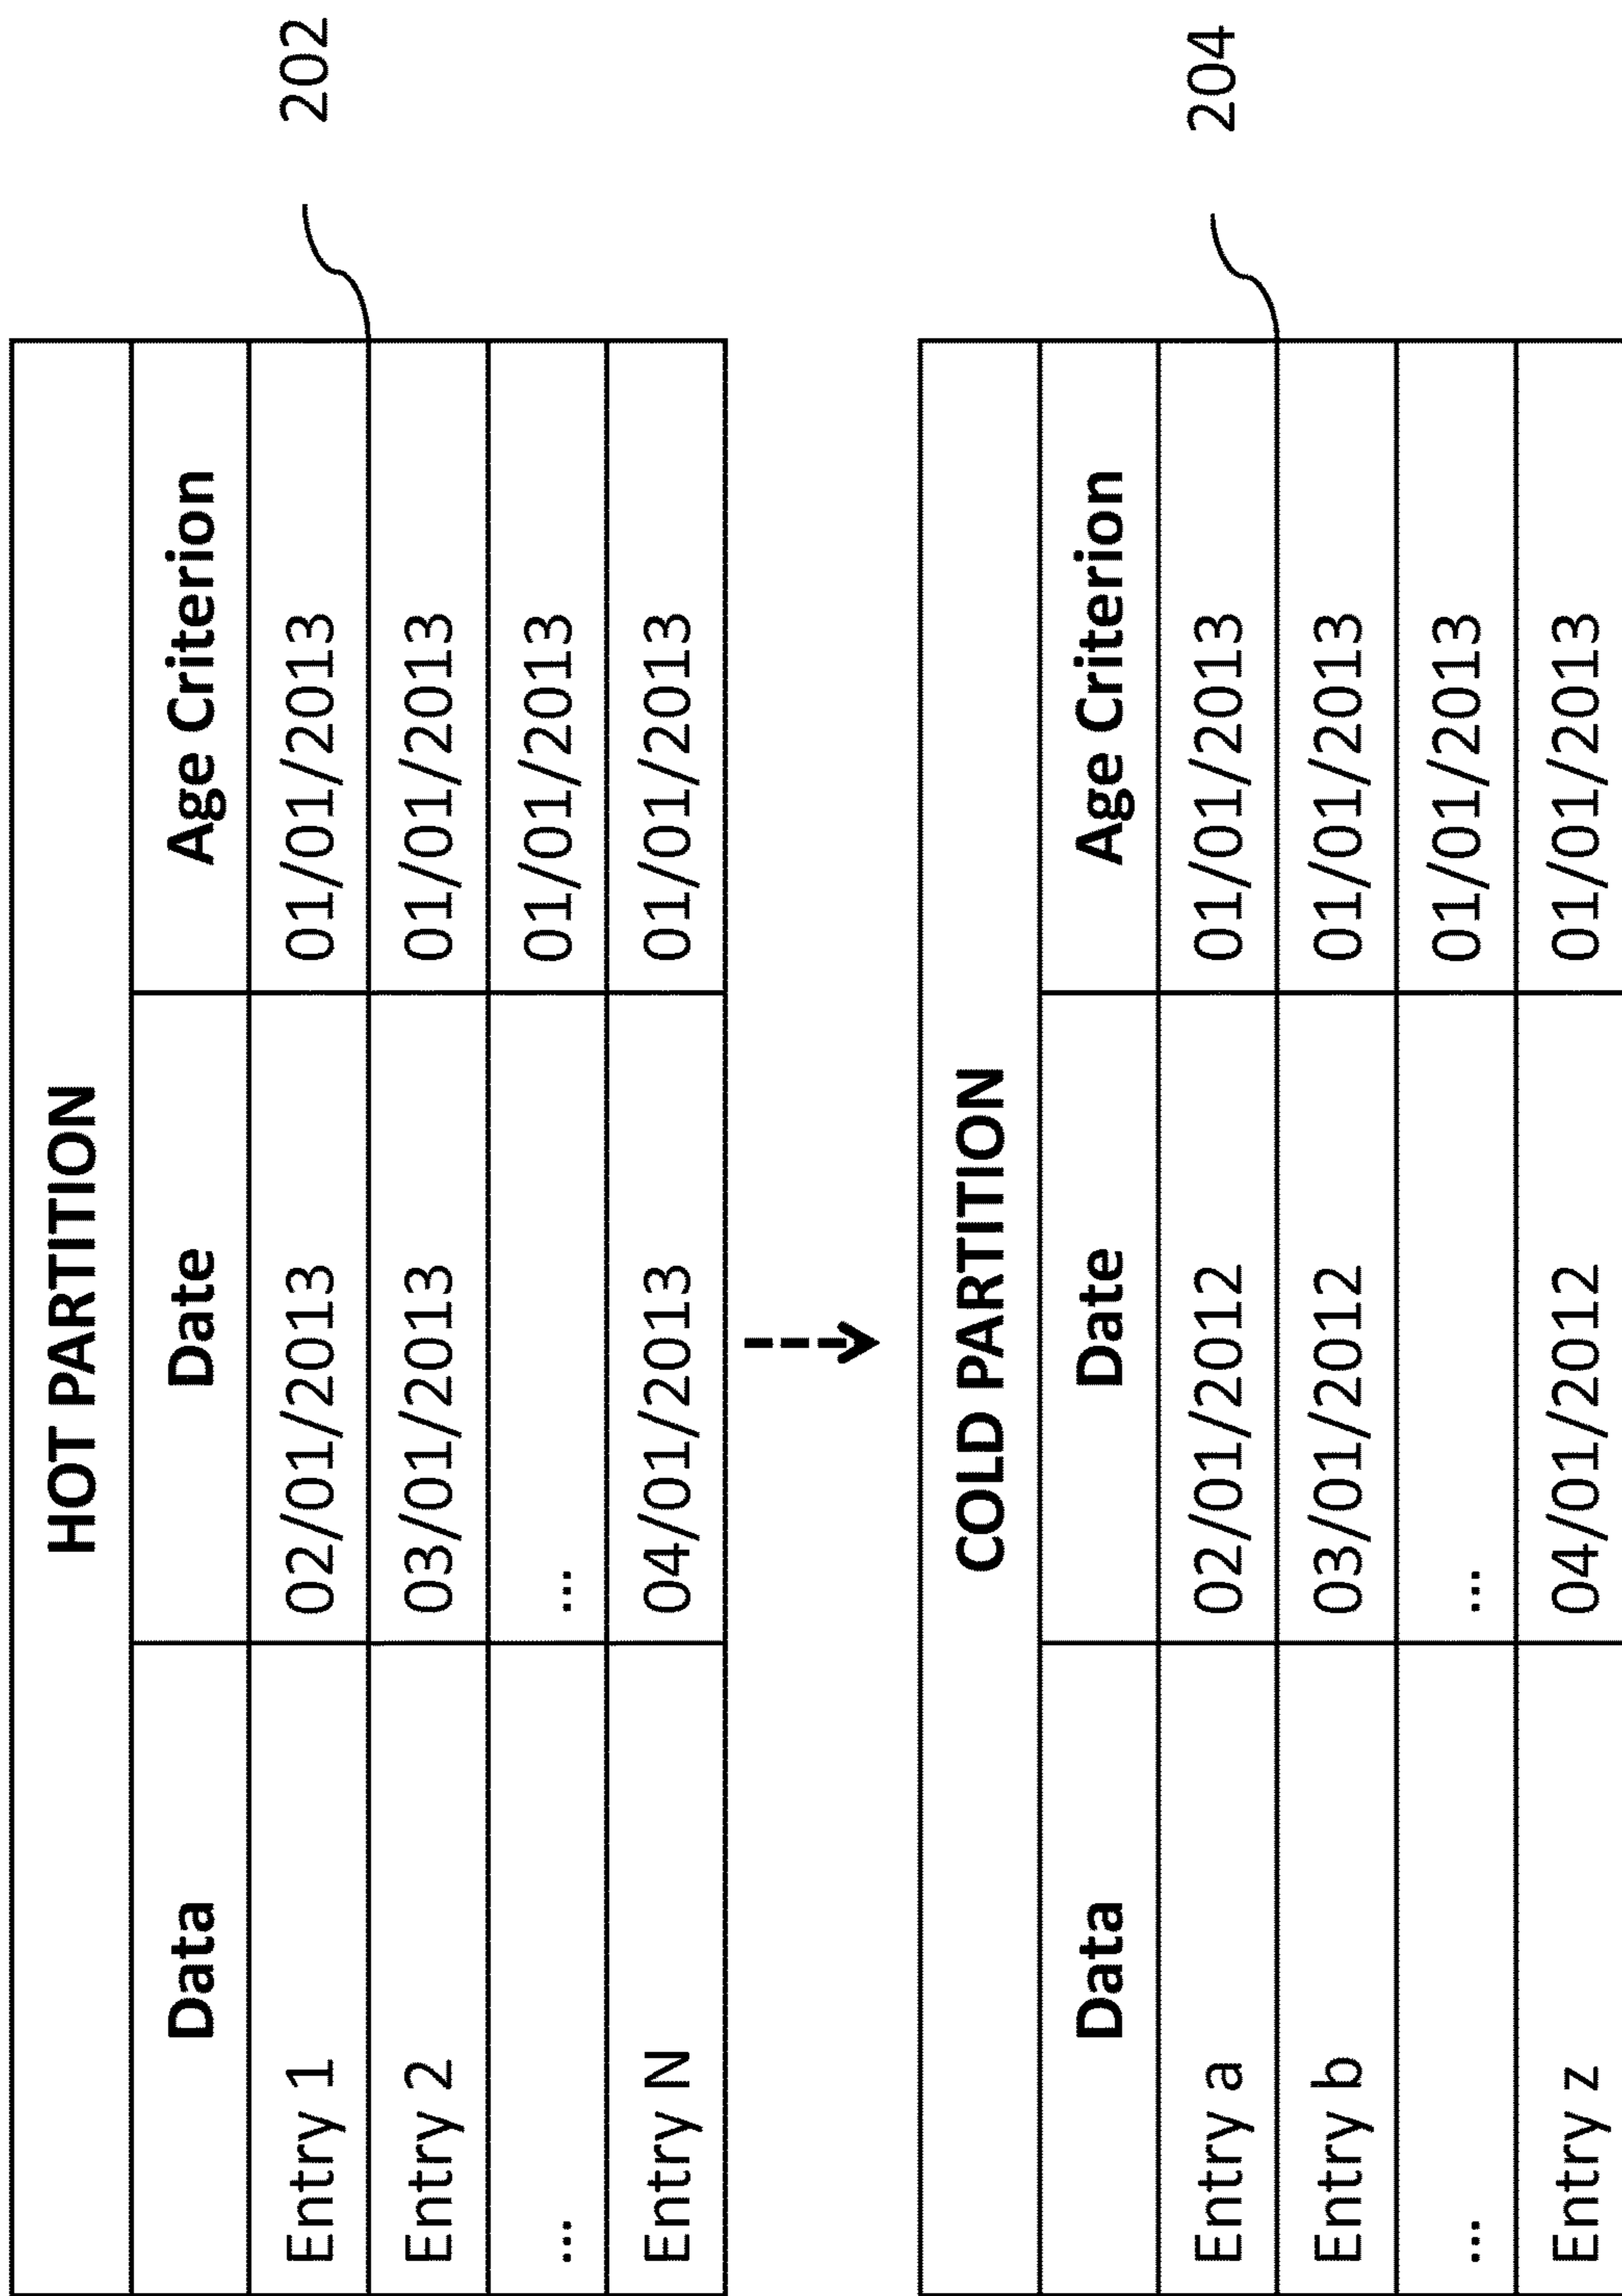 HOT PARTITION
Data Date Age Criterion
Entry 1 02/01/2013 01/01/2013
Entry 2 03/01/2013 01/01/2013
... ... 01/01/2013
Entry N 04/01/2013 01/01/2013
202
COLD PARTITION
Data Date Age Criterion
Entry a 02/01/2012 01/01/2013
Entry b 03/01/2012 01/01/2013
... ... 01/01/2013
Entry z 04/01/2012 01/01/2013
204